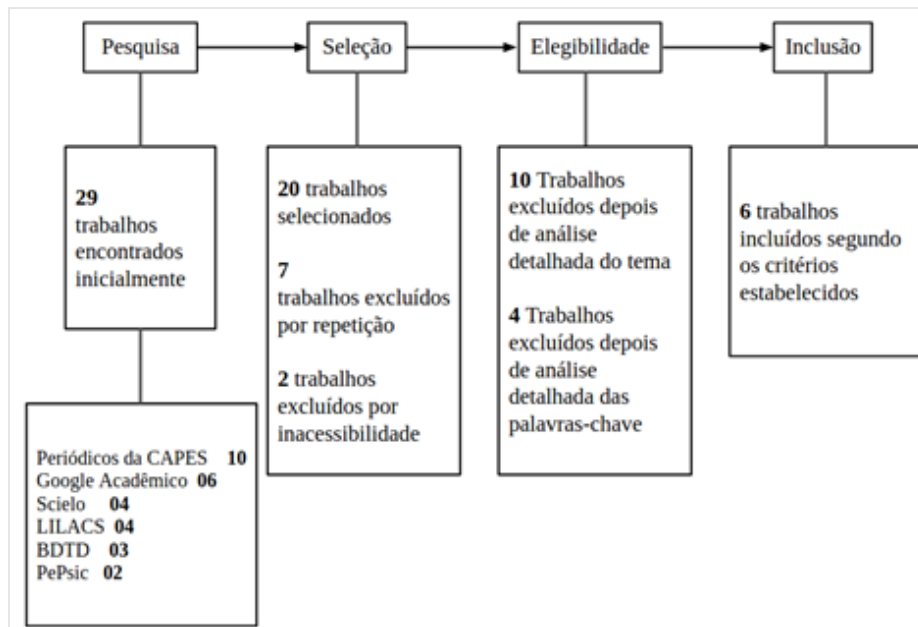 Pesquisa
Seleção
Elegibilidade
Inclusão
29
trabalhos
encontrados
inicialmente
20 trabalhos
selecionados
7
trabalhos excluídos
por repetição
2 trabalhos
excluídos por
inacessibilidade
10 Trabalhos
excluídos depois
de análise
detalhada do tema
4 Trabalhos
excluídos depois
de análise
detalhada das
palavras-chave
6 trabalhos
incluídos segundo
os critérios
estabelecidos
Periódicos da CAPES 10
Google Acadêmico 06
Scielo 04
LILACS 04
BDTD 03
PePsic 02